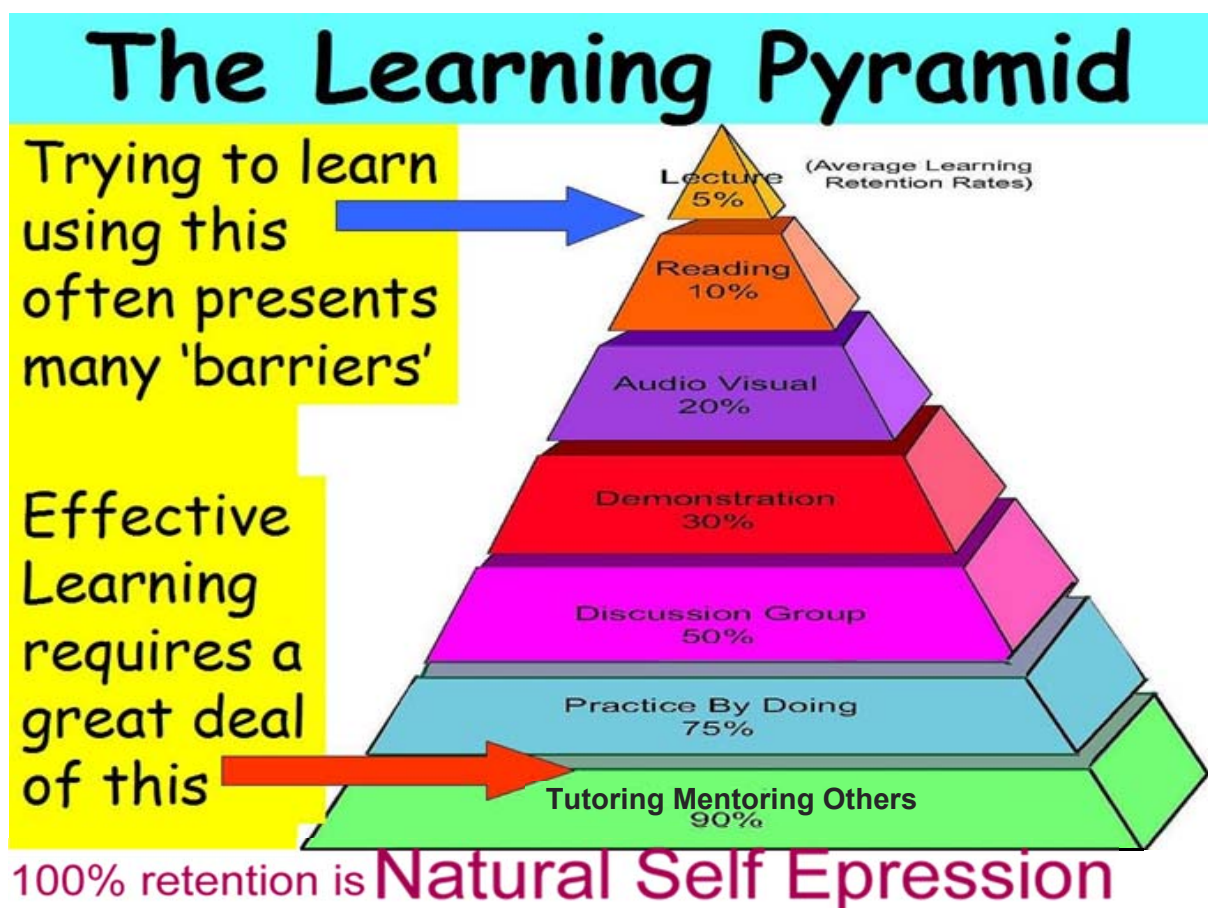 The Learning Pyramid
Trying to learn
using this
often presents
many ‘barriers’
Effective
Learning
requires a
great deal
of this
(Average Learning
Retention Rates)
Lecture
5%
Reading
10%
Audio Visual
20%
Demonstration
30%
Discussion Group
50%
Practice By Doing
75%
Tutoring Mentoring Others
90%
100% retention is Natural Self Epression